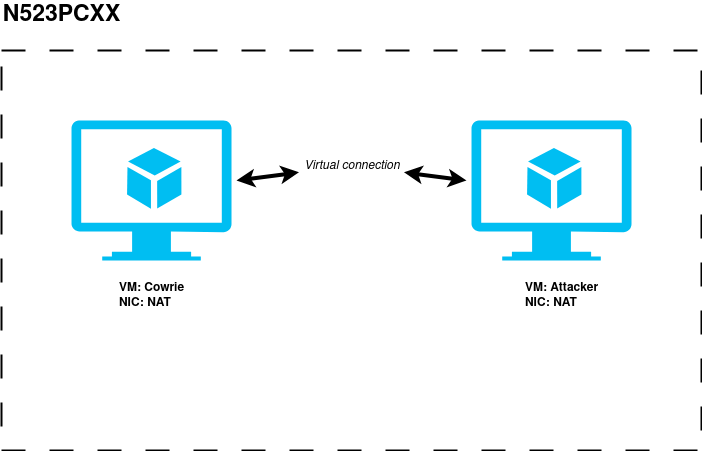 N523PCXX
Virtual connection
VM: Cowrie
NIC: NAT
VM: Attacker
NIC: NAT